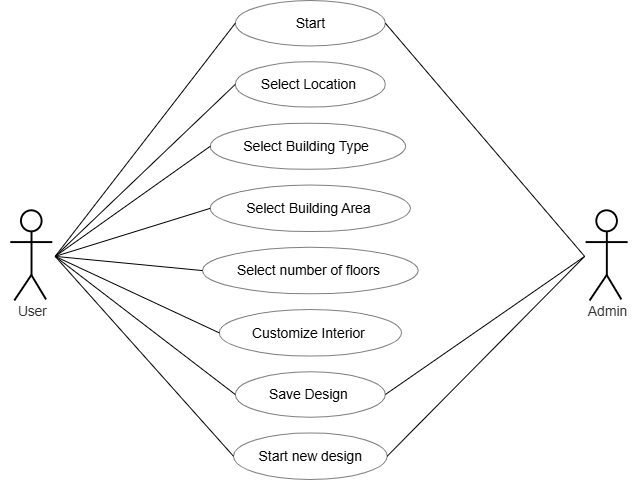 Start
Select Location
Select Building Type
Select Building Area
Select number of floors
Customize Interior
Save Design
Start new design
User
Admin